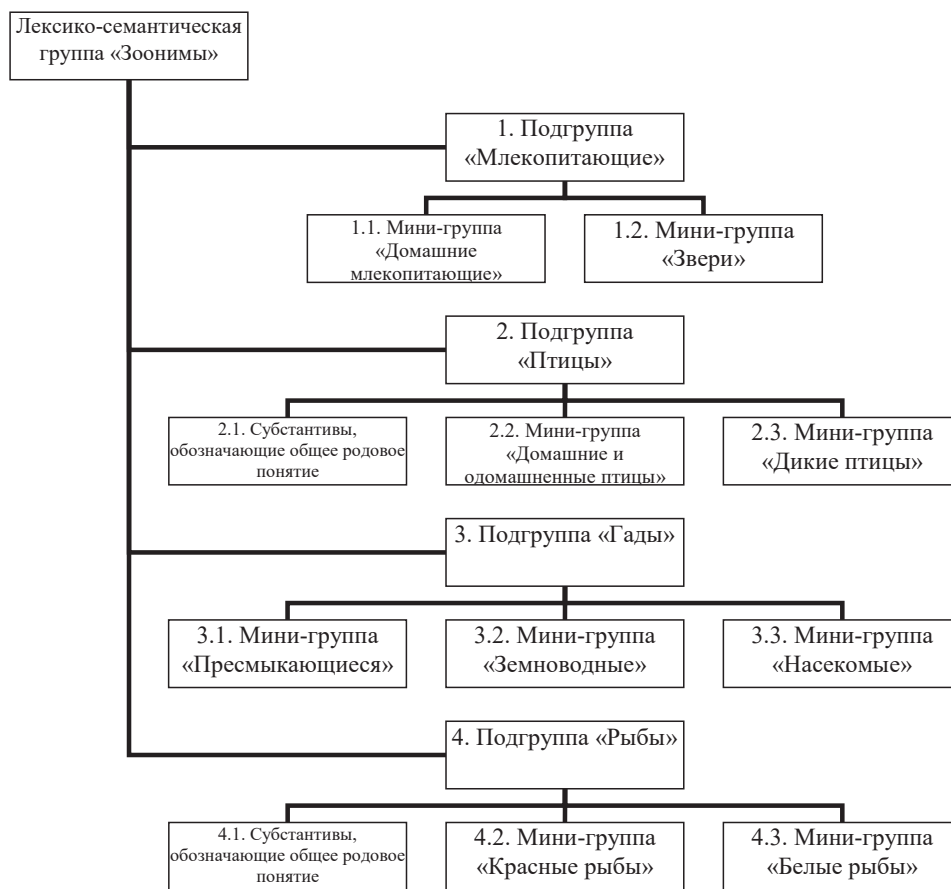 Лексико-семантическая
группа «Зоонимы»
1. Подгруппа
«Млекопитающие»
1.1. Мини-группа
«Домашние
млекопитающие»
1.2. Мини-группа
«Звери»
2. Подгруппа
«Птицы»
2.1. Субстантивы,
обозначающие общее родовое
понятие
2.2. Мини-группа
«Домашние и
одомашненные птицы»
2.3. Мини-группа
«Дикие птицы»
3. Подгруппа «Гады»
3.1. Мини-группа
«Пресмыкающиеся»
3.2. Мини-группа
«Земноводные»
3.3. Мини-группа
«Насекомые»
4. Подгруппа «Рыбы»
4.1. Субстантивы,
обозначающие общее родовое
понятие
4.2. Мини-группа
«Красные рыбы»
4.3. Мини-группа
«Белые рыбы»